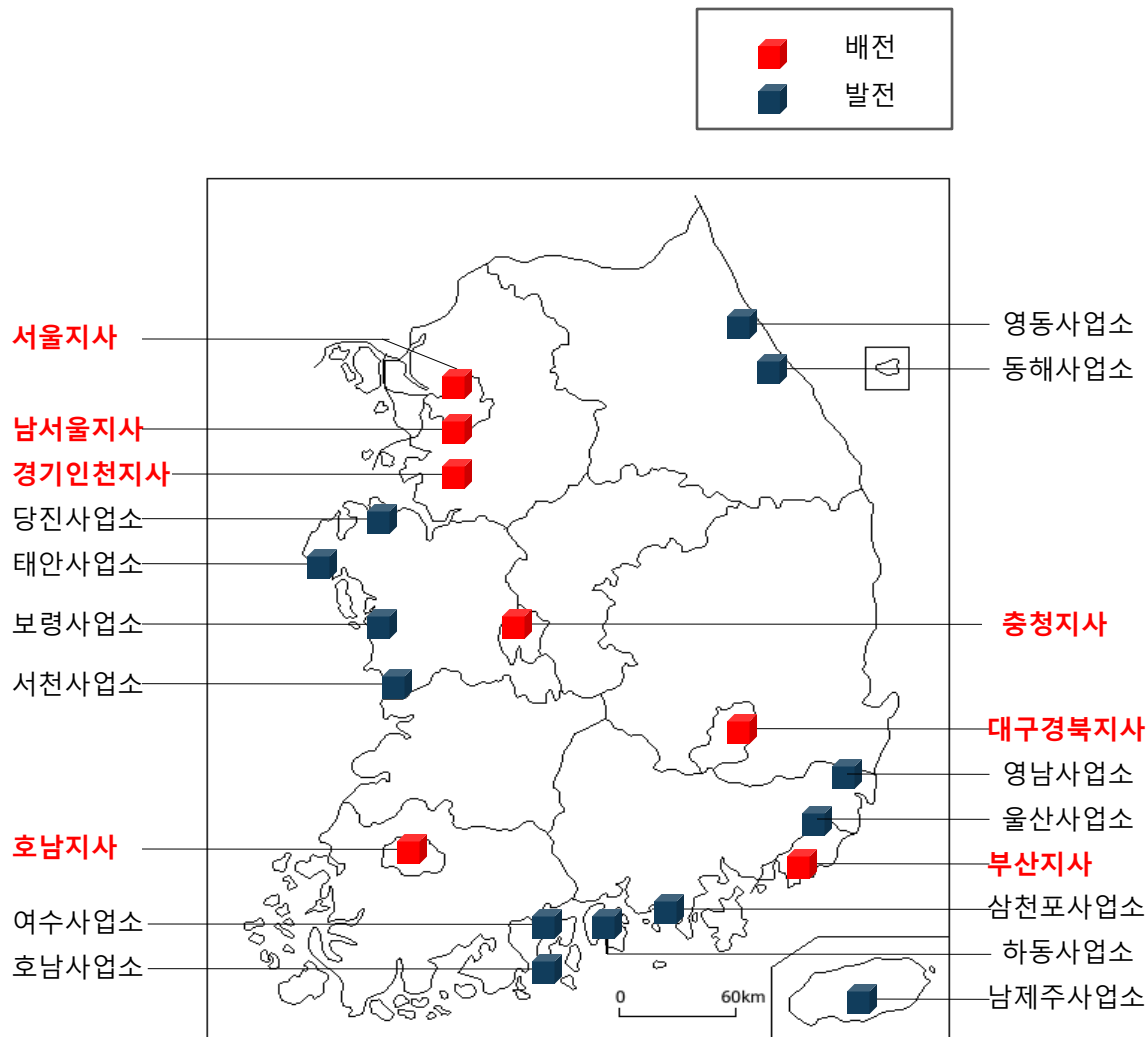 배전
발전
서울지사
남서울지사
경기인천지사
당진사업소
태안사업소
보령사업소
서천사업소
호남지사
여수사업소
호남사업소
영동사업소
동해사업소
충청지사
대구경북지사
영남사업소
울산사업소
부산지사
삼천포사업소
하동사업소
남제주사업소
0 60km